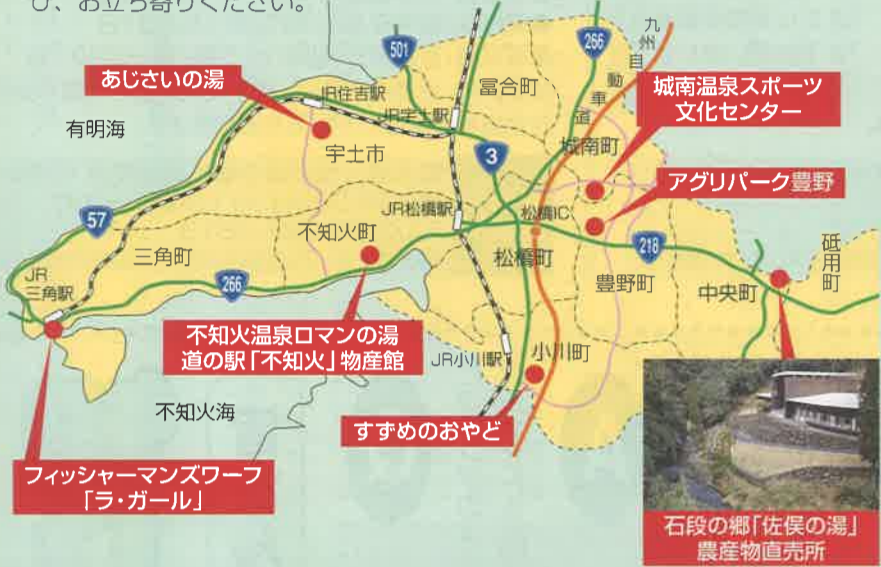 ひ、お立ち寄りください。
501
266
九州自動車道
あじさいの湯
JR住吉駅
JR宇土駅
富合町
城南温泉スポーツ
文化センター
有明海
宇土市
3
城南町
アグリパーク豊野
57
JR松橋駅
松橋IC
不知火町
三角町
松橋町
218
豊野町
砥用町
中央町
JR
三角駅
266
不知火温泉ロマンの湯
道の駅「不知火」物産館
JR小川駅
小川町
不知火海
すずめのおやど
フィッシャーマンズワーフ
「ラ・ガール」
石段の郷「佐俣の湯」
農産物直売所